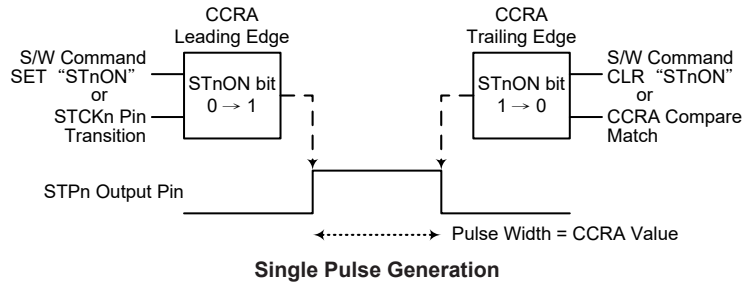 CCRA
Leading Edge
S/W Command
SET “STnON”
or
STCKn Pin
Transition
STnON bit
0 → 1
CCRA
Trailing Edge
STnON bit
1 → 0
S/W Command
CLR “STnON”
or
CCRA Compare
Match
STPn Output Pin
Pulse Width = CCRA Value
Single Pulse Generation